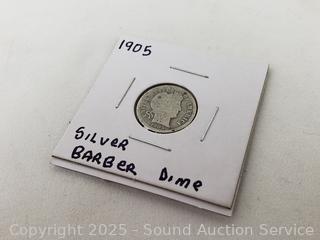 1905
SILVER
BARBER DIME
Copyright © 2025 - Sound Auction Service